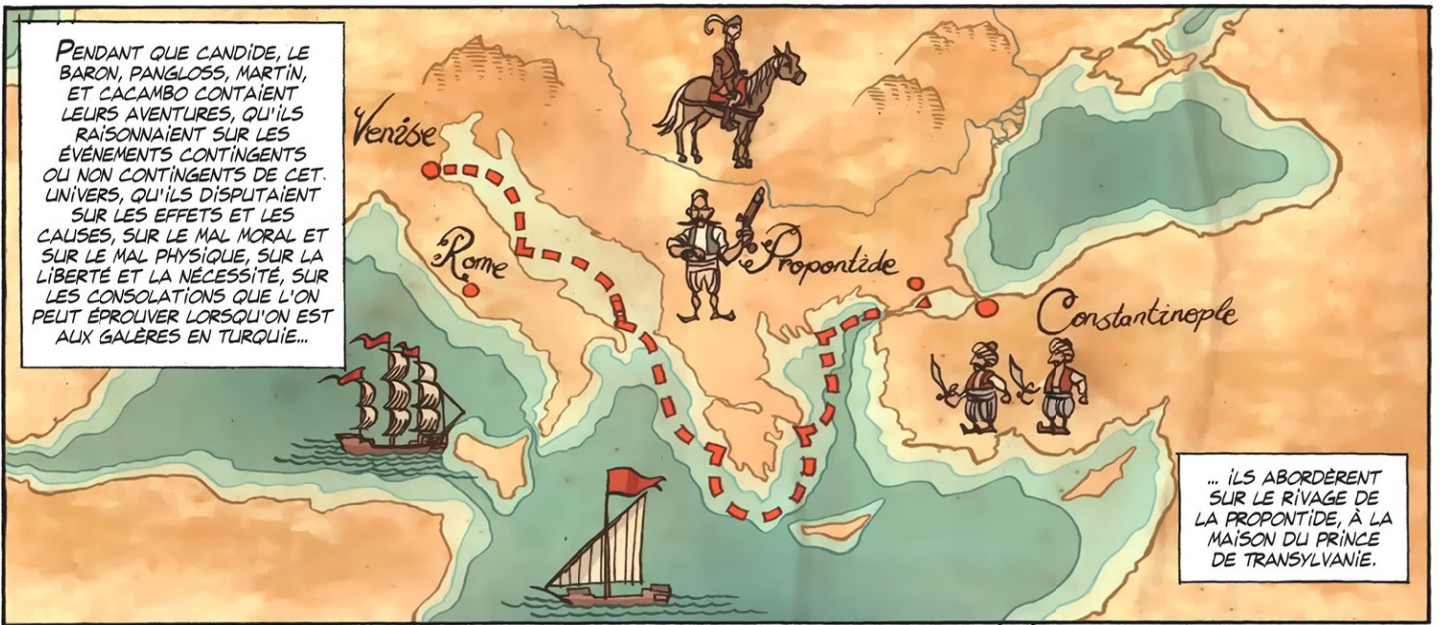 PENDANT QUE CANDIDE, LE
BARON, PANGLOSS, MARTIN,
ET CACAMBO CONTAIENT
LEURS AVENTURES, QU'ILS
RAISONNAIENT SUR LES
ÉVÉNEMENTS CONTINGENTS
OU NON CONTINGENTS DE CET
UNIVERS, QU'ILS DISPUTAIENT
SUR LES EFFETS ET LES
CAUSES, SUR LE MAL MORAL ET
SUR LE MAL PHYSIQUE, SUR LA
LIBERTÉ ET LA NÉCESSITÉ, SUR
LES CONSOLATIONS QUE L'ON
PEUT ÉPROUVER LORSQU'ON EST
AUX GALÈRES EN TURQUIE...
Venise
Rome
Propontide
Constantinople
... ILS ABORDÈRENT
SUR LE RIVAGE DE
LA PROPONTIDE, À LA
MAISON DU PRINCE
DE TRANSYLVANIE.